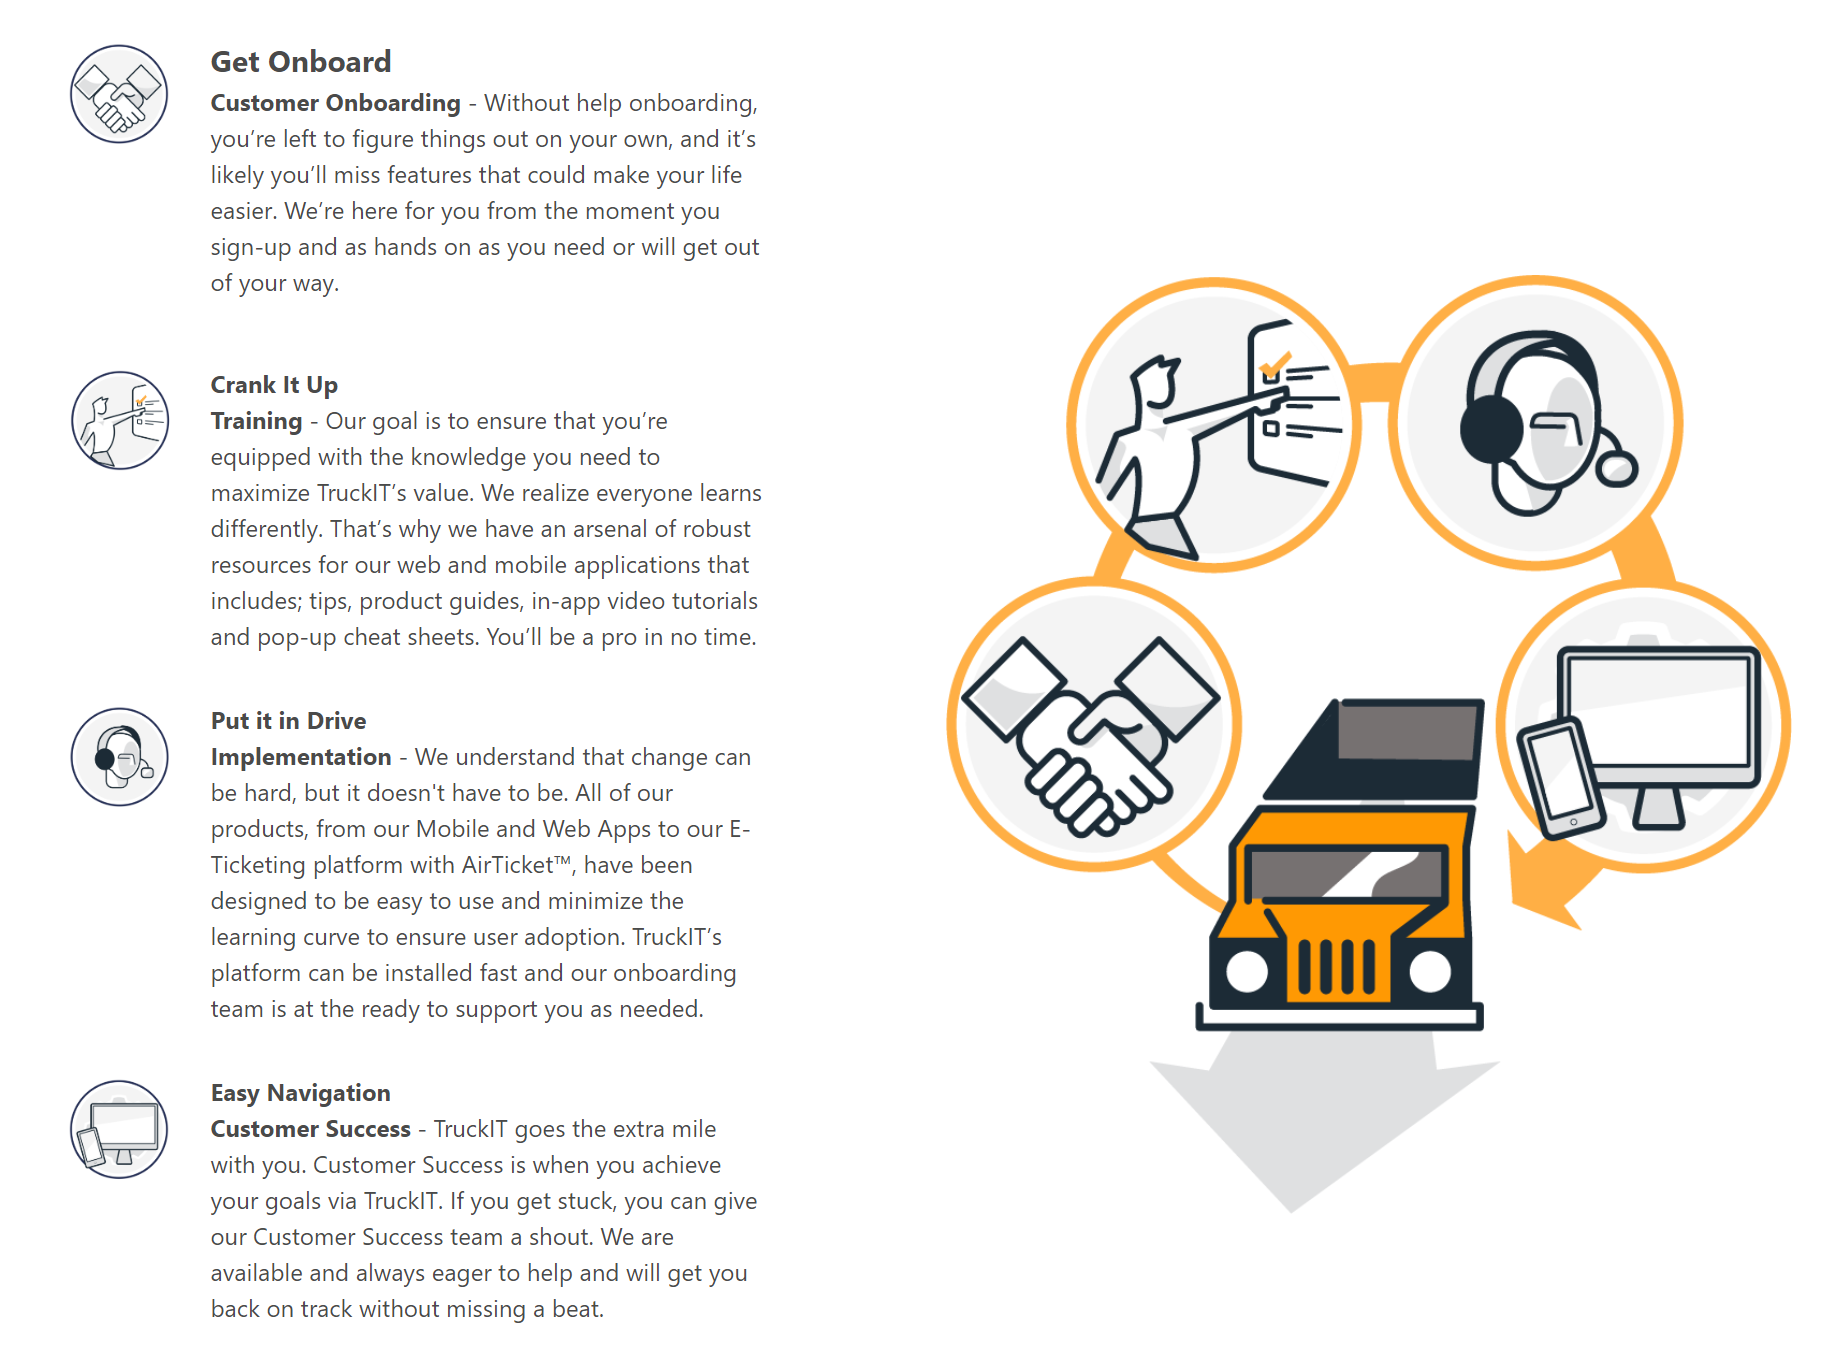 Get Onboard
Customer Onboarding - Without help onboarding,
you’re left to figure things out on your own, and it’s
likely you’ll miss features that could make your life
easier. We’re here for you from the moment you
sign-up and as hands on as you need or will get out
of your way.
Crank It Up
Training - Our goal is to ensure that you’re
equipped with the knowledge you need to
maximize TruckIT’s value. We realize everyone learns
differently. That’s why we have an arsenal of robust
resources for our web and mobile applications that
includes; tips, product guides, in-app video tutorials
and pop-up cheat sheets. You’ll be a pro in no time.
Put it in Drive
Implementation - We understand that change can
be hard, but it doesn't have to be. All of our
products, from our Mobile and Web Apps to our E-
Ticketing platform with AirTicket™, have been
designed to be easy to use and minimize the
learning curve to ensure user adoption. TruckIT’s
platform can be installed fast and our onboarding
team is at the ready to support you as needed.
Easy Navigation
Customer Success - TruckIT goes the extra mile
with you. Customer Success is when you achieve
your goals via TruckIT. If you get stuck, you can give
our Customer Success team a shout. We are
available and always eager to help and will get you
back on track without missing a beat.